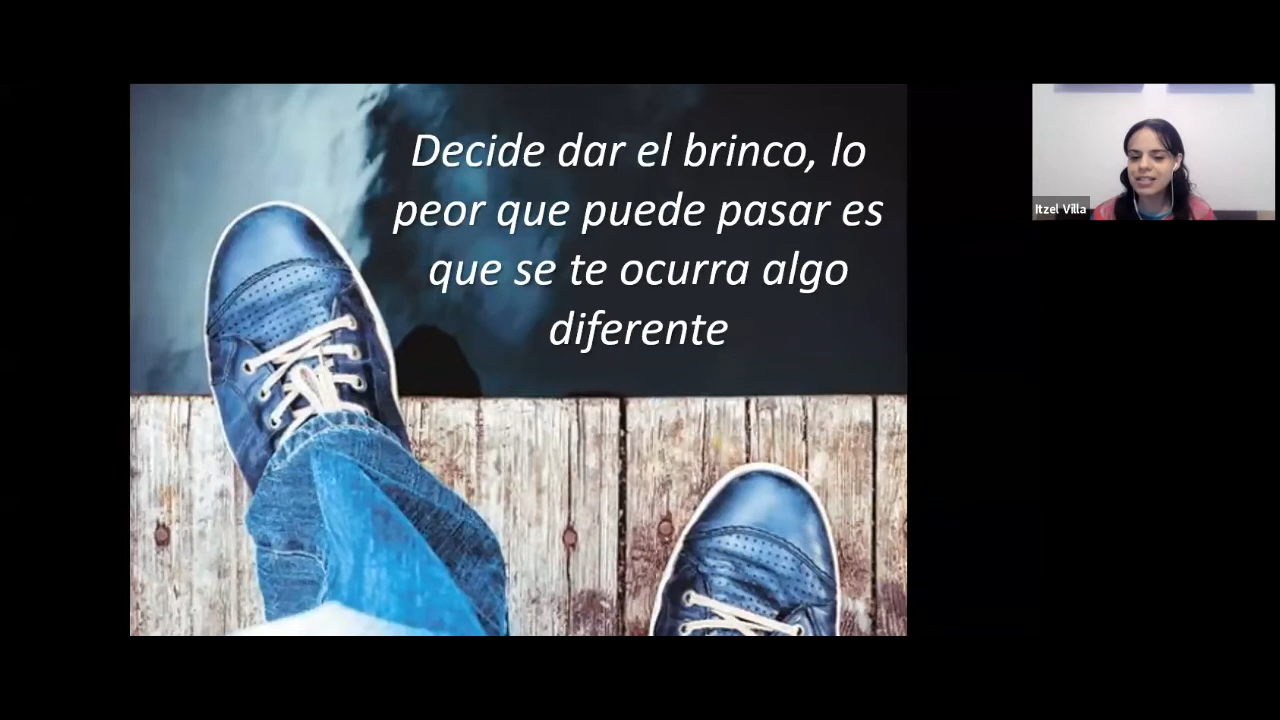 Decide dar el brinco, lo
peor que puede pasar es
que se te ocurra algo
diferente
Itzel Villa